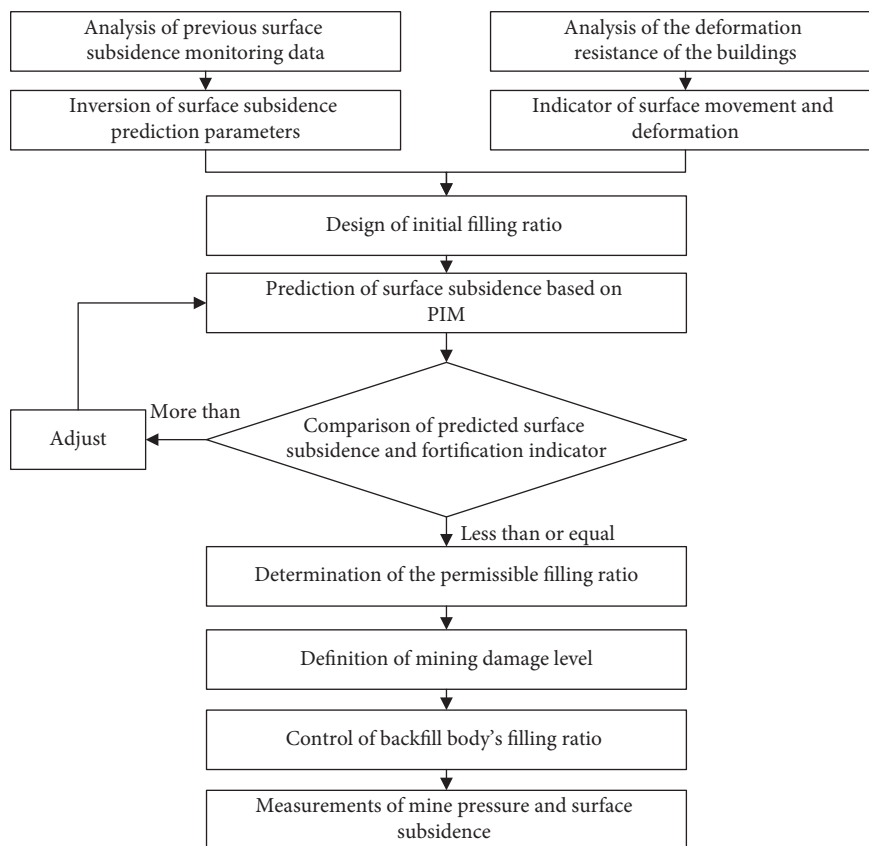 Analysis of previous surface
subsidence monitoring data
Analysis of the deformation
resistance of the buildings
Inversion of surface subsidence
prediction parameters
Indicator of surface movement and
deformation
Design of initial filling ratio
Prediction of surface subsidence based on
PIM
More than
Adjust
Comparison of predicted surface
subsidence and fortification indicator
Less than or equal
Determination of the permissible filling ratio
Definition of mining damage level
Control of backfill body's filling ratio
Measurements of mine pressure and surface
subsidence